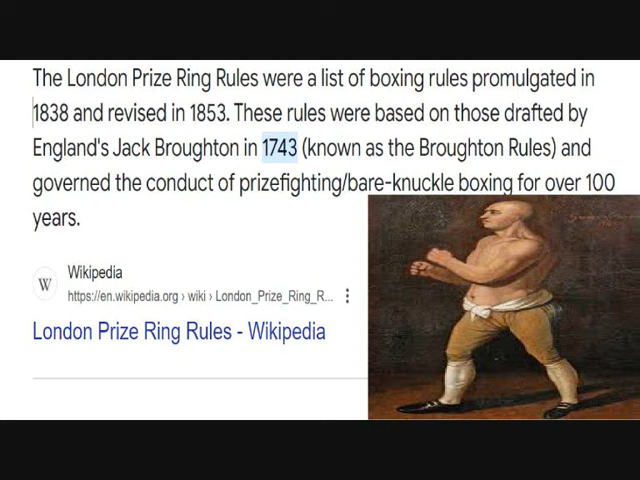 The London Prize Ring Rules were a list of boxing rules promulgated in
1838 and revised in 1853. These rules were based on those drafted by
England's Jack Broughton in 1743 (known as the Broughton Rules) and
governed the conduct of prizefighting/bare-knuckle boxing for over 100
years.
W
Wikipedia
https://en.wikipedia.org › wiki › London_Prize_Ring_R...
London Prize Ring Rules - Wikipedia